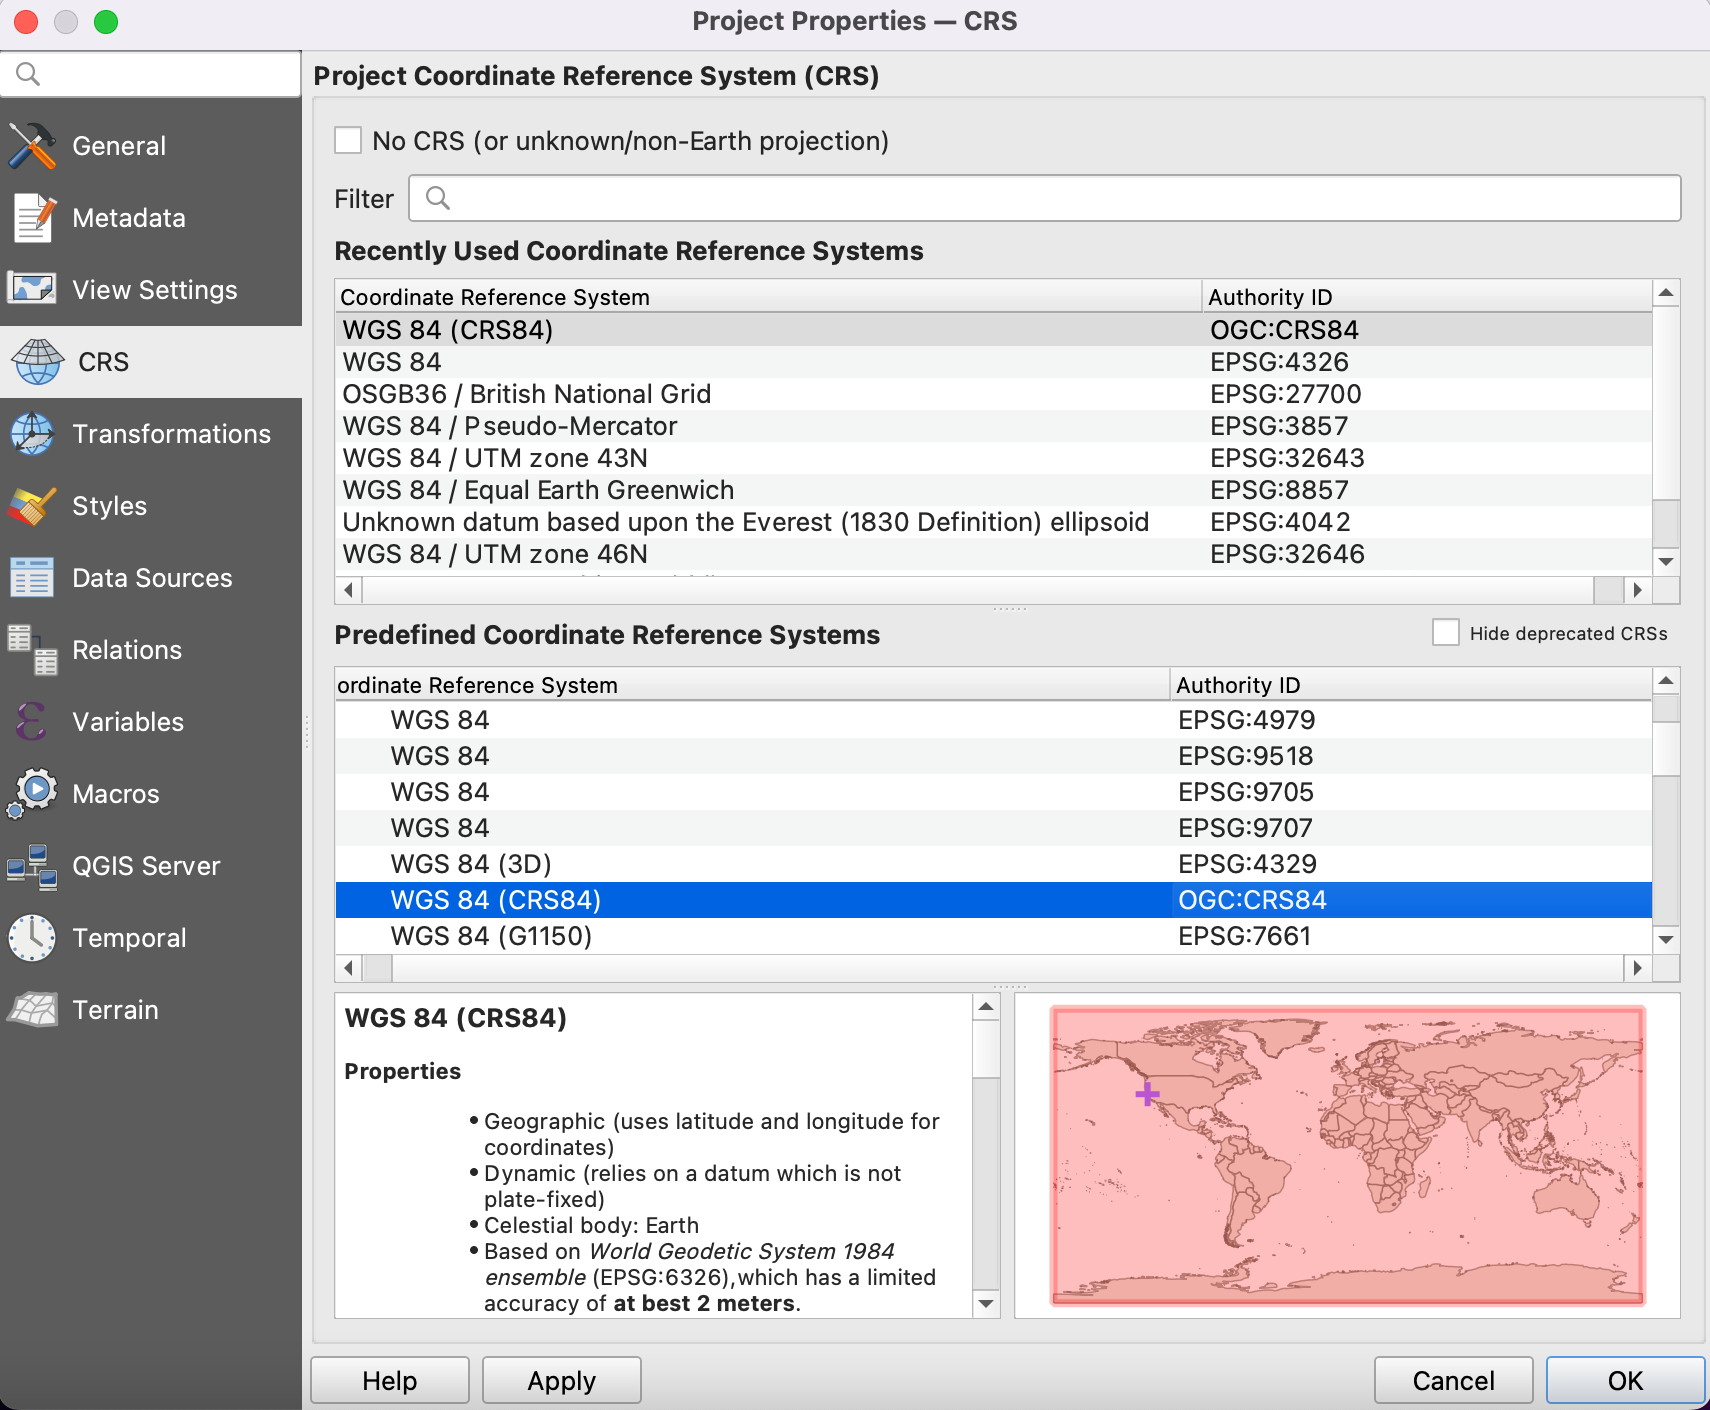 Project Properties — CRS
Project Coordinate Reference System (CRS)
General
Metadata
View Settings
CRS
Transformations
Styles
Data Sources
Relations
Variables
Macros
QGIS Server
Temporal
Terrain
No CRS (or unknown/non-Earth projection)
Filter
Recently Used Coordinate Reference Systems
Coordinate Reference System Authority ID
WGS 84 (CRS84) OGC:CRS84
WGS 84 EPSG:4326
OSGB36 / British National Grid EPSG:27700
WGS 84 / Pseudo-Mercator EPSG:3857
WGS 84 / UTM zone 43N EPSG:32643
WGS 84 / Equal Earth Greenwich EPSG:8857
Unknown datum based upon the Everest (1830 Definition) ellipsoid EPSG:4042
WGS 84 / UTM zone 46N EPSG:32646
Predefined Coordinate Reference Systems Hide deprecated CRSs
ordinate Reference System Authority ID
WGS 84 EPSG:4979
WGS 84 EPSG:9518
WGS 84 EPSG:9705
WGS 84 EPSG:9707
WGS 84 (3D) EPSG:4329
WGS 84 (CRS84) OGC:CRS84
WGS 84 (G1150) EPSG:7661
WGS 84 (CRS84)
Properties
• Geographic (uses latitude and longitude for
coordinates)
• Dynamic (relies on a datum which is not
plate-fixed)
• Celestial body: Earth
• Based on World Geodetic System 1984
ensemble (EPSG:6326),which has a limited
accuracy of at best 2 meters.
Help Apply Cancel OK